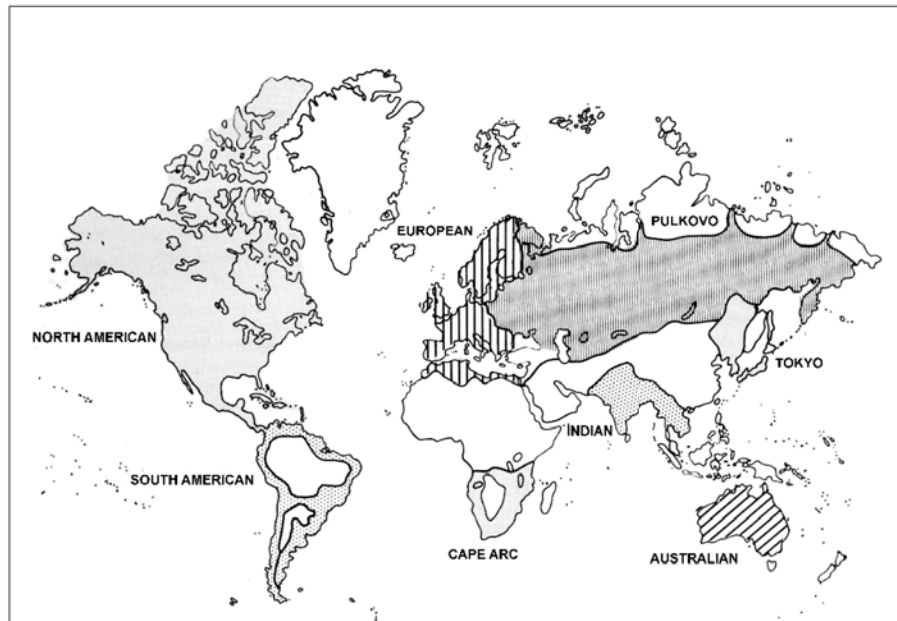 PULKOVO
EUROPEAN
NORTH AMERICAN
TOKYO
INDIAN
SOUTH AMERICAN
CAPE ARC
AUSTRALIAN